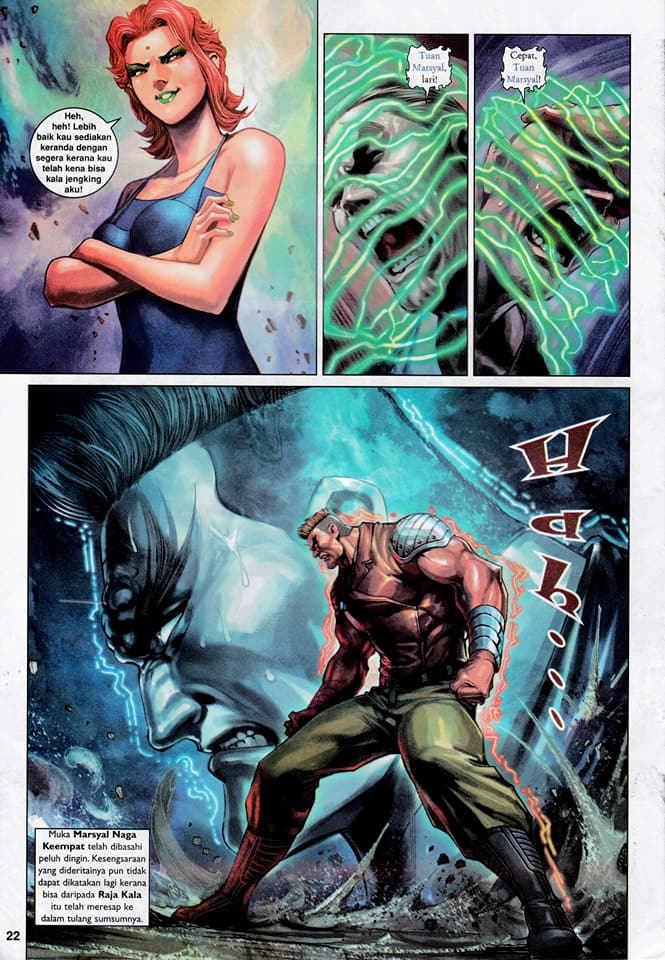 Heh,
heh! Lebih
baik kau sediakan
keranda dengan
segera kerana kau
telah kena bisa
kala jengking
aku!
Tuan
Marsyal,
lari!
Cepat,
Tuan
Marsyal!
Hah...
Muka Marsyal Naga
Keempat telah dibasahi
peluh dingin. Kesengsaraan
yang dideritainya pun tidak
dapat dikatakan lagi kerana
bisa daripada Raja Kala
itu telah meresap ke
dalam tulang sumsumnya.
22